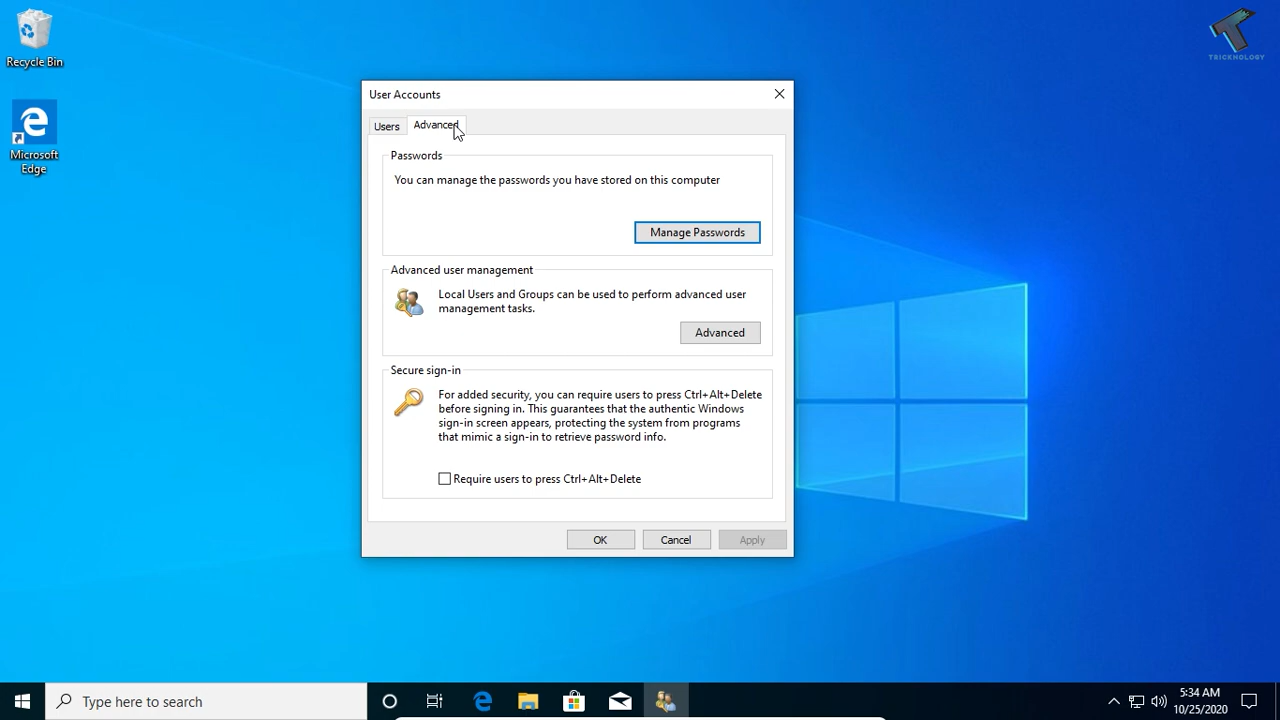 Recycle Bin
TRICKNOLOGY
Microsoft
Edge
User Accounts
Users
Advanced
Passwords
You can manage the passwords you have stored on this computer
Manage Passwords
Advanced user management
Local Users and Groups can be used to perform advanced user
management tasks.
Advanced
Secure sign-in
For added security, you can require users to press Ctrl+Alt+Delete
before signing in. This guarantees that the authentic Windows
sign-in screen appears, protecting the system from programs
that mimic a sign-in to retrieve password info.
Require users to press Ctrl+Alt+Delete
OK
Cancel
Apply
Type here to search
5:34 AM
10/25/2020